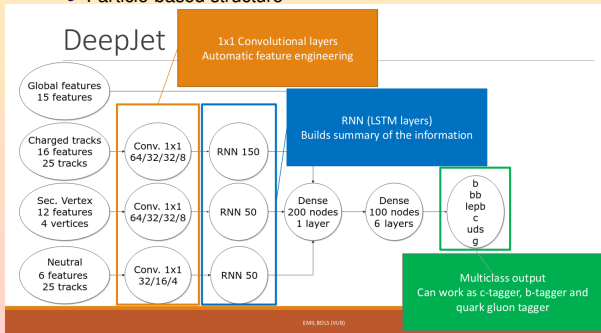 DeepJet
1x1 Convolutional layers
Automatic feature engineering
Global features
15 features
RNN (LSTM layers)
Builds summary of the information
Charged tracks
16 features
25 tracks
Conv. 1x1
64/32/32/8
RNN 150
Sec. Vertex
12 features
4 vertices
Conv. 1x1
64/32/32/8
RNN 50
Dense
200 nodes
1 layer
Dense
100 nodes
6 layers
b
bb
lepb
c
uds
g
Neutral
6 features
25 tracks
Conv. 1x1
32/16/4
RNN 50
Multiclass output
Can work as c-tagger, b-tagger and
quark gluon tagger
EMIL BOLS (VUB)